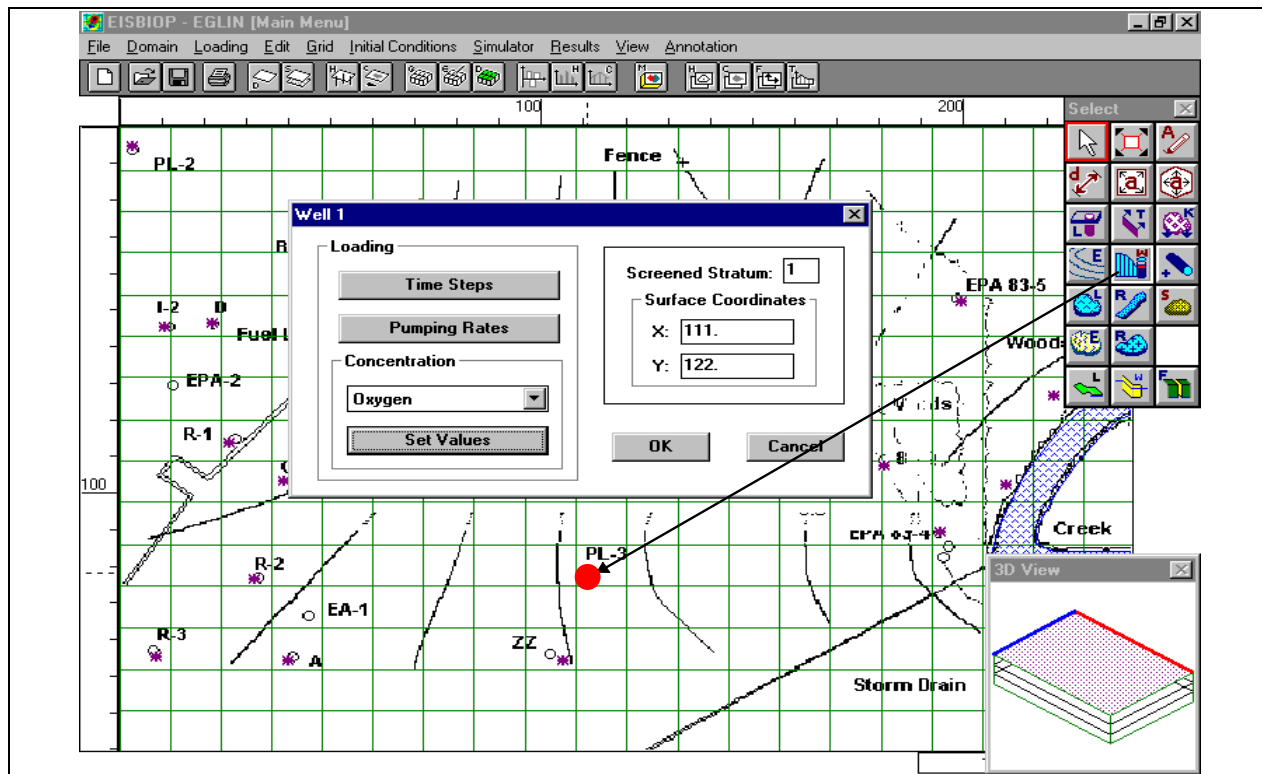 EISBIOP - EGLIN [Main Menu]
File Domain Loading Edit Grid Initial Conditions Simulator Results View Annotation
100
200
Select
PL-2
Fence
Well 1
Loading
Time Steps
Pumping Rates
Concentration
Oxygen
Set Values
Screened Stratum: 1
Surface Coordinates
X: 111.
Y: 122.
OK
Cancel
EPA 83-5
I-2
D
EPA-2
R-1
100
8
Creek
PL-3
R-2
EA-1
R-3
A
ZZ
Storm Drain
3D View